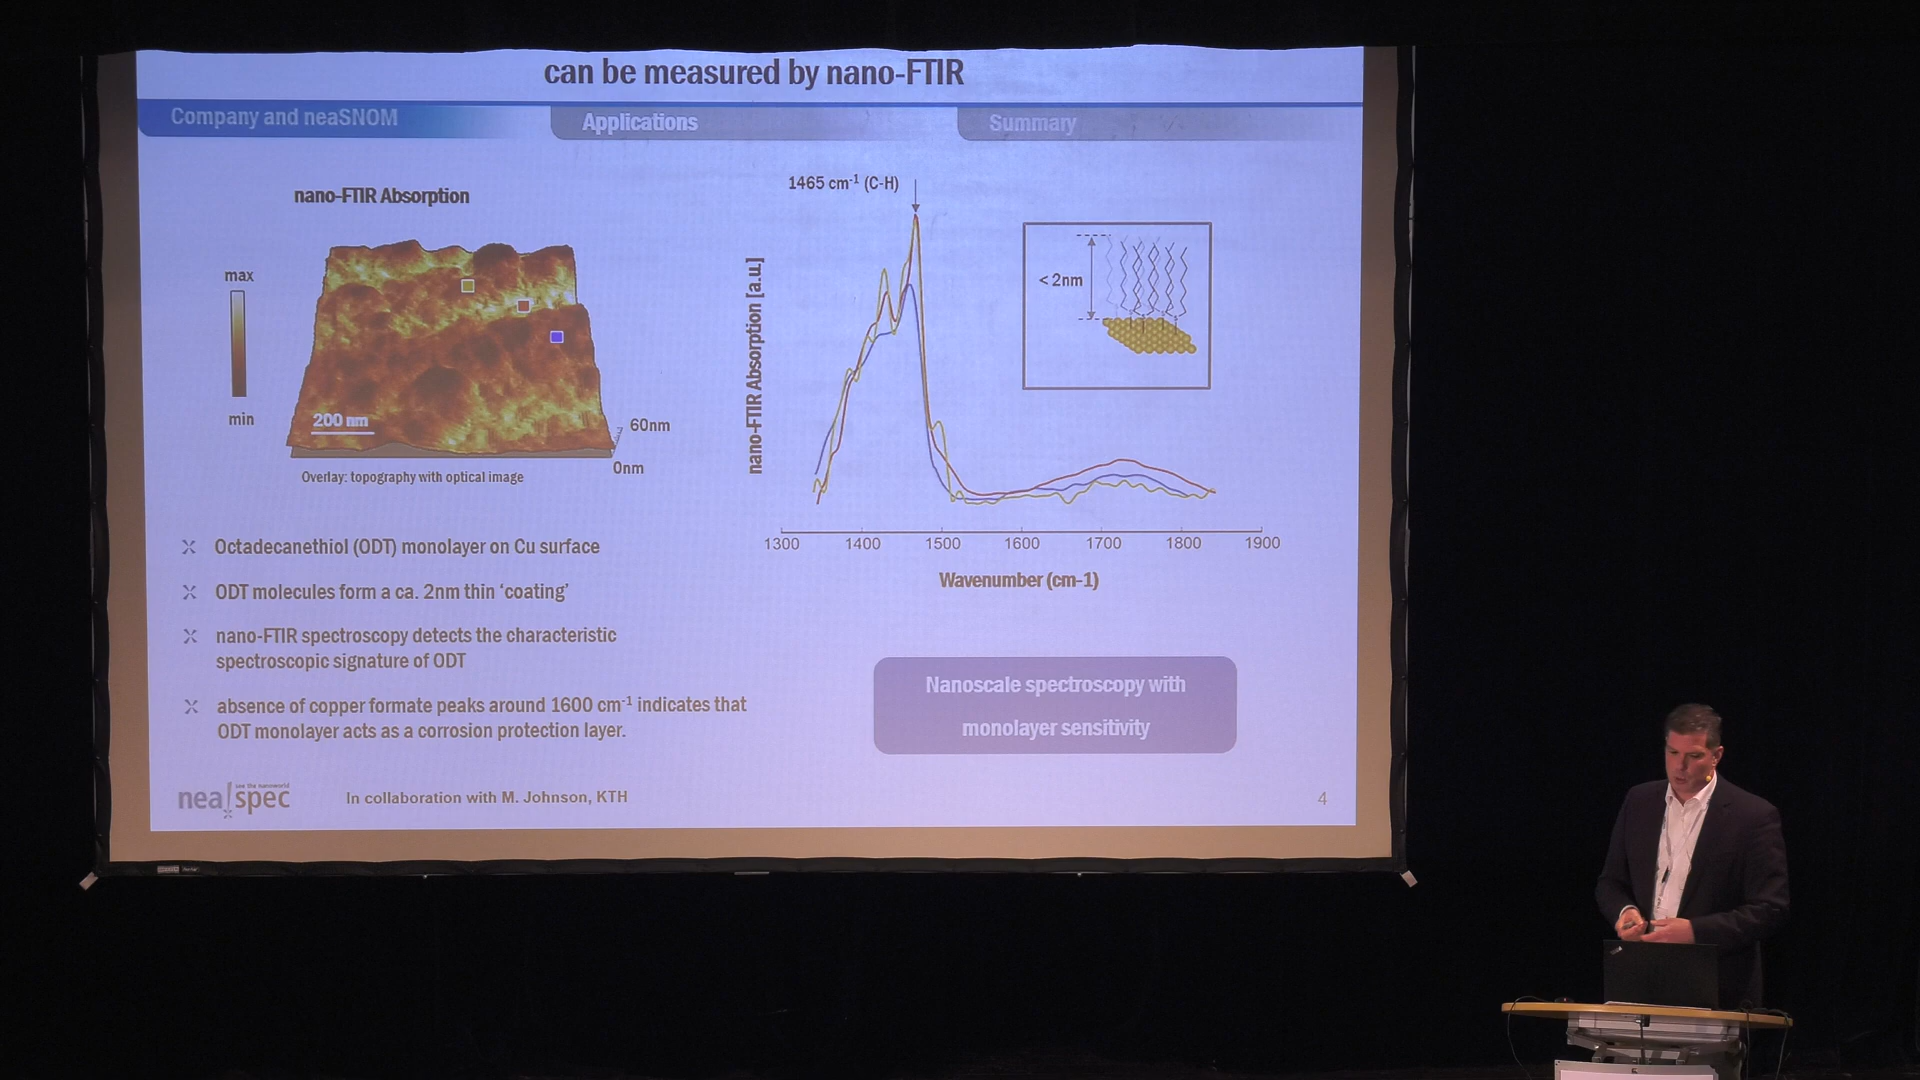 can be measured by nano-FTIR
Company and neaSNOM
Applications
Summary
nano-FTIR Absorption
max
min
200 nm
60nm
0nm
Overlay: topography with optical image
1465 cm-1 (C-H)
nano-FTIR Absorption [a.u.]
< 2nm
1300 1400 1500 1600 1700 1800 1900
Wavenumber (cm-1)
Octadecanethiol (ODT) monolayer on Cu surface
ODT molecules form a ca. 2nm thin ‘coating’
nano-FTIR spectroscopy detects the characteristic
spectroscopic signature of ODT
absence of copper formate peaks around 1600 cm-1 indicates that
ODT monolayer acts as a corrosion protection layer.
Nanoscale spectroscopy with
monolayer sensitivity
see the nanoworld
nea spec
In collaboration with M. Johnson, KTH
4